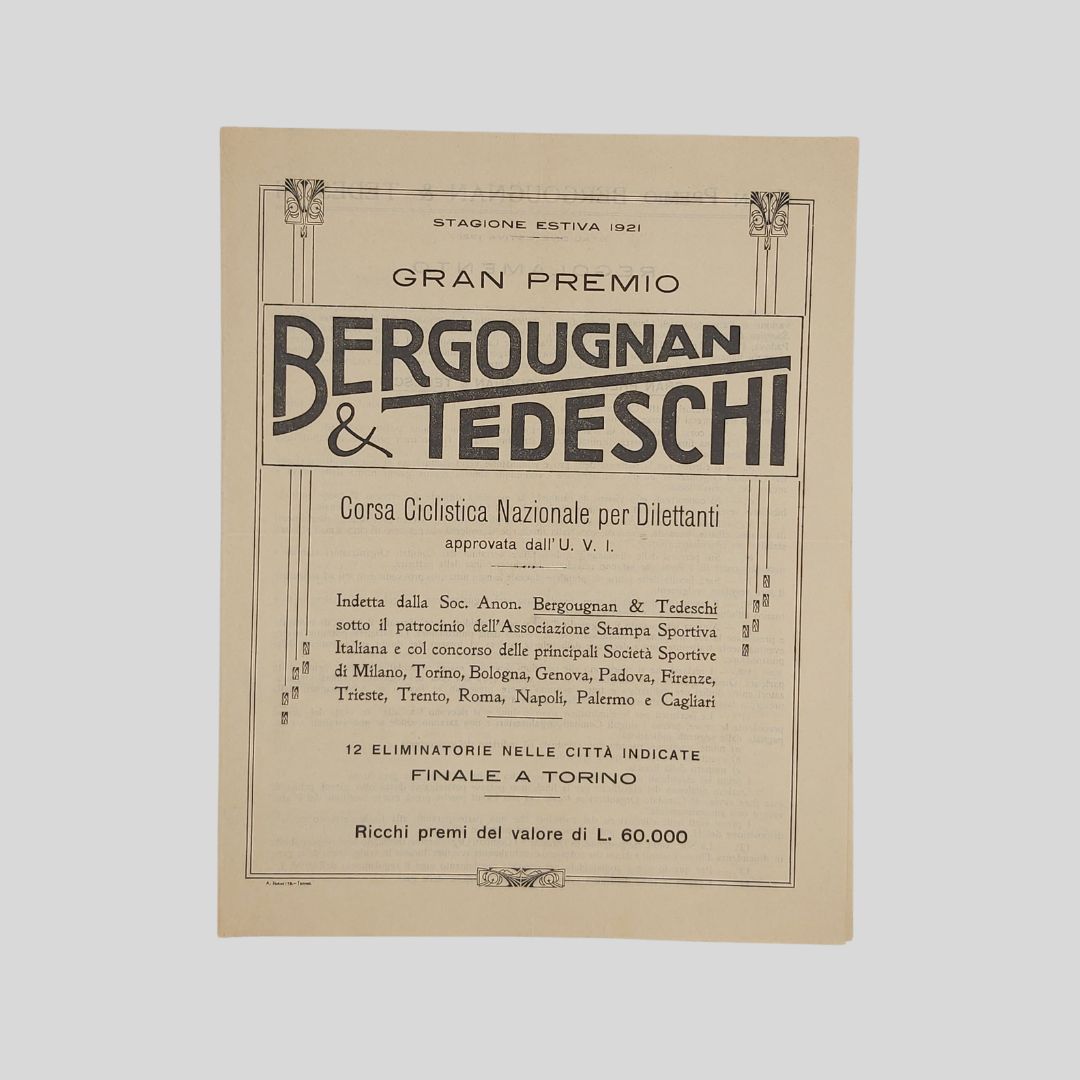 STAGIONE ESTIVA 1921
GRAN PREMIO
BERGOUGNAN
& TEDESCHI
Corsa Ciclistica Nazionale per Dilettanti
approvata dall'U. V. I.
Indetta dalla Soc. Anon. Bergougnan & Tedeschi
sotto il patrocinio dell'Associazione Stampa Sportiva
Italiana e col concorso delle principali Società Sportive
di Milano, Torino, Bologna, Genova, Padova, Firenze,
Trieste, Trento, Roma, Napoli, Palermo e Cagliari
12 ELIMINATORIE NELLE CITTÀ INDICATE
FINALE A TORINO
Ricchi premi del valore di L. 60.000